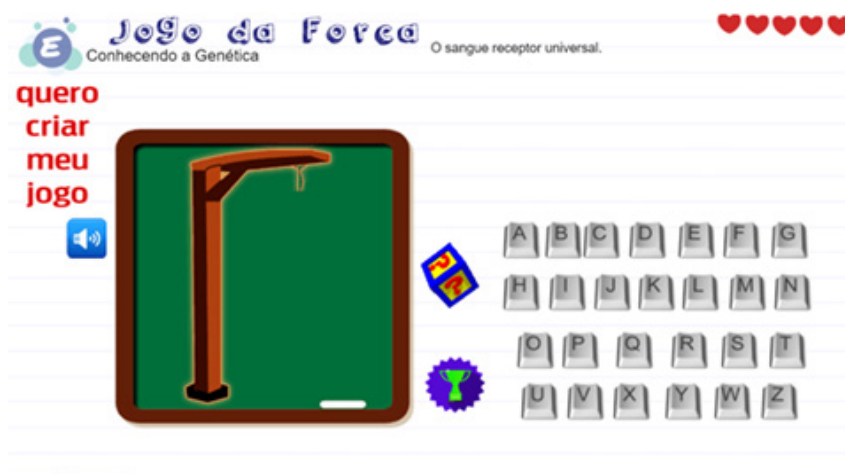 E
Jogo da Forca
Conhecendo a Genética
O sangue receptor universal.
quero
criar
meu
jogo
? ?
A B C D E F G
H I J K L M N
O P Q R S T
U V X Y W Z